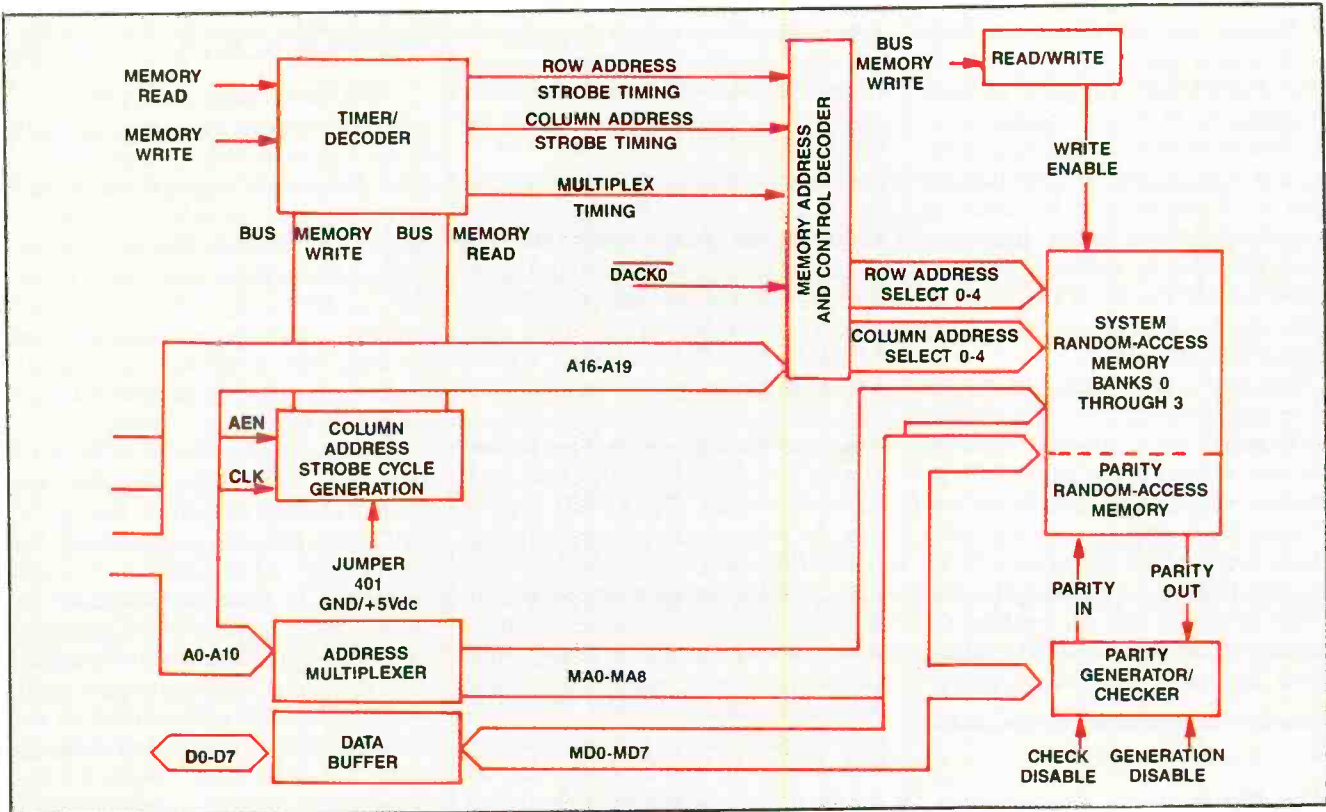 MEMORY
READ
MEMORY
WRITE
TIMER/
DECODER
ROW ADDRESS
STROBE TIMING
COLUMN ADDRESS
STROBE TIMING
MULTIPLEX
TIMING
DACK0
BUS MEMORY
WRITE
BUS MEMORY
READ
MEMORY ADDRESS
AND CONTROL DECODER
BUS
MEMORY
WRITE
READ/WRITE
WRITE
ENABLE
ROW ADDRESS
SELECT 0-4
COLUMN ADDRESS
SELECT 0-4
SYSTEM
RANDOM-ACCESS
MEMORY
BANKS 0
THROUGH 3
PARITY
RANDOM-ACCESS
MEMORY
A16-A19
AEN
CLK
COLUMN
ADDRESS
STROBE CYCLE
GENERATION
JUMPER
401
GND/+5Vdc
A0-A10
ADDRESS
MULTIPLEXER
MA0-MA8
D0-D7
DATA
BUFFER
MD0-MD7
PARITY
IN
PARITY
OUT
PARITY
GENERATOR/
CHECKER
CHECK
DISABLE
GENERATION
DISABLE